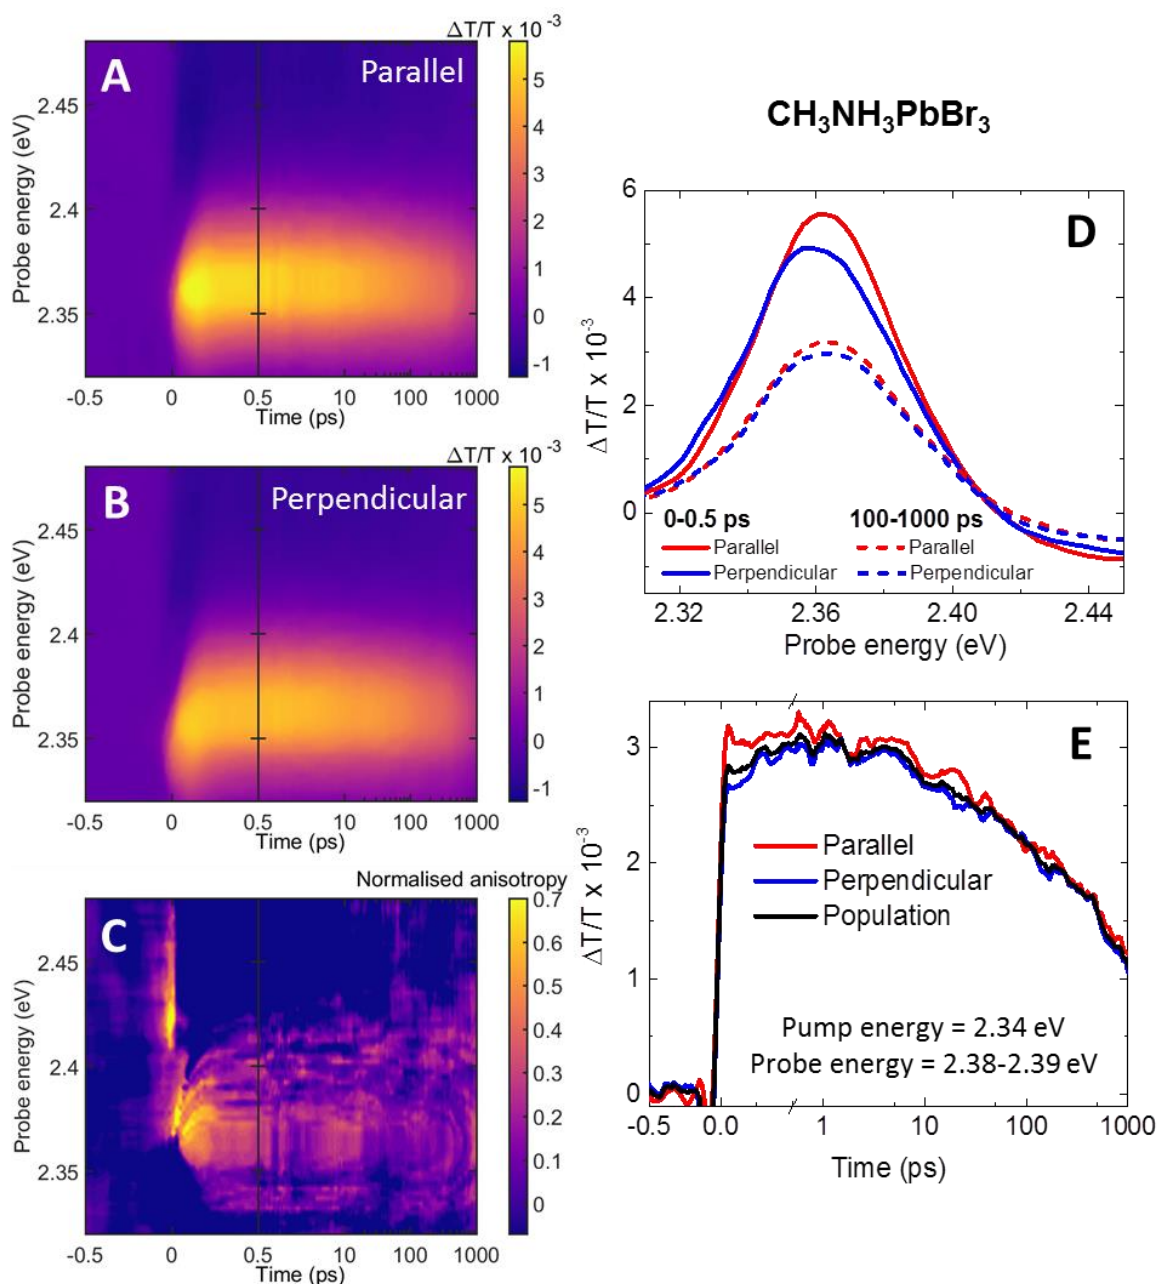 ΔT/T x 10⁻³
A
Parallel
5
4
3
2
1
0
-1
2.45
2.4
2.35
Probe energy (eV)
-0.5 0 0.5 10 100 1000
Time (ps)
ΔT/T x 10⁻³
B
Perpendicular
5
4
3
2
1
0
-1
2.45
2.4
2.35
Probe energy (eV)
-0.5 0 0.5 10 100 1000
Time (ps)
Normalised anisotropy
C
0.7
0.6
0.5
0.4
0.3
0.2
0.1
0
2.45
2.4
2.35
Probe energy (eV)
-0.5 0 0.5 10 100 1000
Time (ps)
CH₃NH₃PbBr₃
D
6
4
2
0
ΔT/T x 10⁻³
0-0.5 ps 100-1000 ps
Parallel Parallel
Perpendicular Perpendicular
2.32 2.36 2.40 2.44
Probe energy (eV)
E
3
2
1
0
ΔT/T x 10⁻³
Parallel
Perpendicular
Population
Pump energy = 2.34 eV
Probe energy = 2.38-2.39 eV
-0.5 0.0 1 10 100 1000
Time (ps)